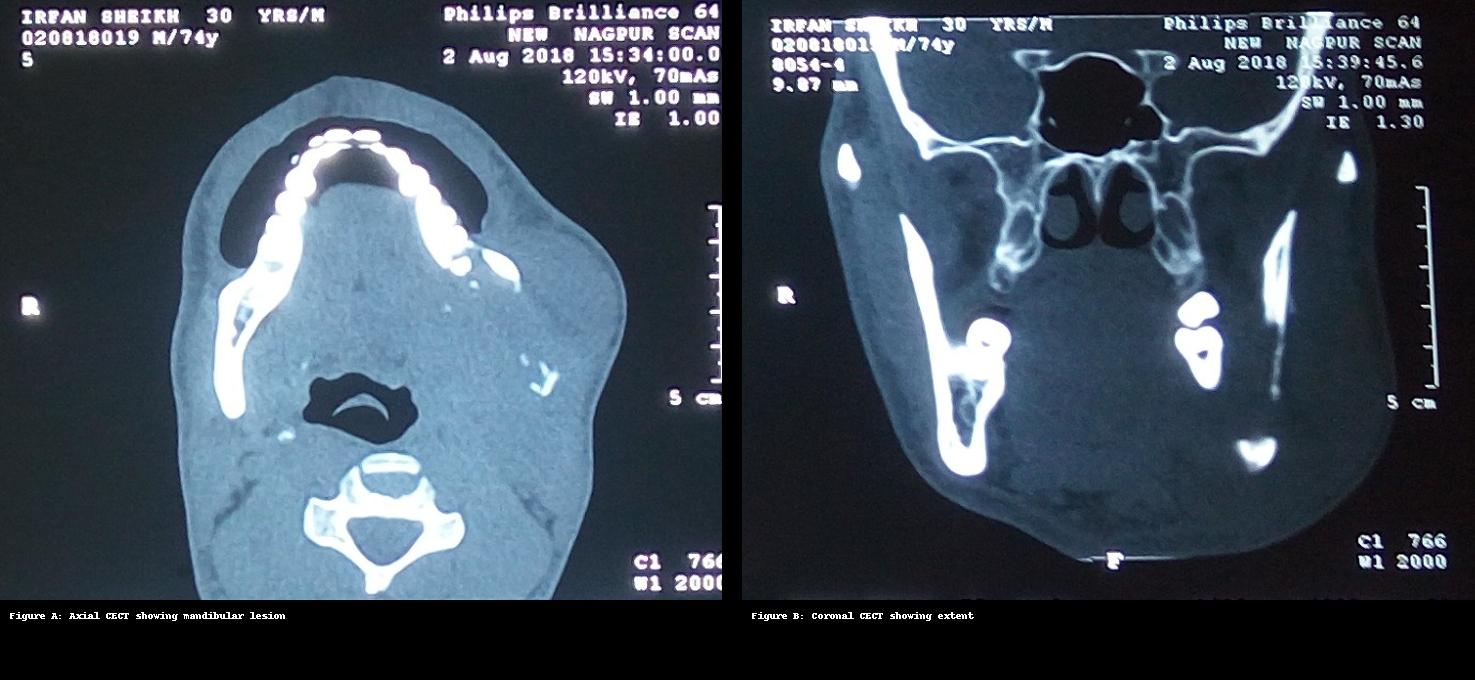 IRFAN SHEIKH 30 YRS/M
020818019 M/74y
5
Philips Brilliance 64
NEW NAGPUR SCAN
2 Aug 2018 15:34:00.0
120kV, 70mAs
SW 1.00 mm
IE 1.00
R
5 cm
C1 766
W1 2000
Figure A: Axial CECT showing mandibular lesion
IRFAN SHEIKH 30 YRS/M
020818019 M/74y
8054-4
9.87 mm
Philips Brilliance 64
NEW NAGPUR SCAN
2 Aug 2018 15:39:45.6
120kV, 70mAs
SW 1.00 mm
IE 1.30
R
5 cm
C1 766
W1 2000
F
Figure B: Coronal CECT showing extent